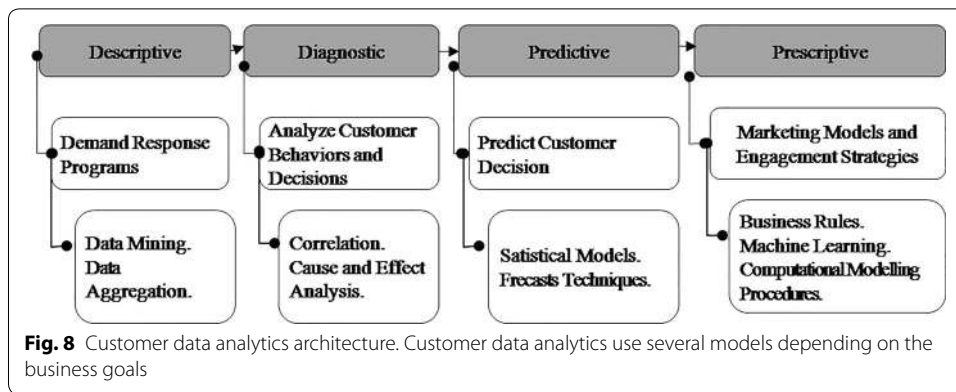 Descriptive
Diagnostic
Predictive
Prescriptive
Demand Response
Programs
Analyze Customer
Behaviors and
Decisions
Predict Customer
Decision
Marketing Models and
Engagement Strategies
Data Mining.
Data
Aggregation.
Correlation.
Cause and Effect
Analysis.
Satistical Models.
Frecasts Techniques.
Business Rules.
Machine Learning.
Computational Modelling
Procedures.
Fig. 8 Customer data analytics architecture. Customer data analytics use several models depending on the
business goals